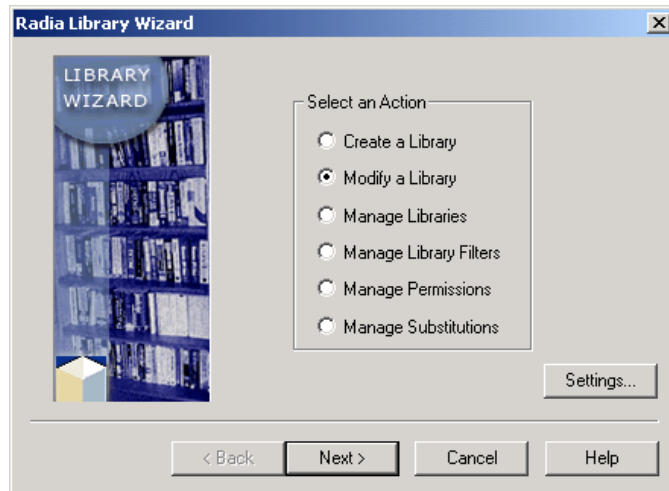 Radia Library Wizard
LIBRARY
WIZARD
Select an Action
Create a Library
Modify a Library
Manage Libraries
Manage Library Filters
Manage Permissions
Manage Substitutions
Settings...
< Back
Next >
Cancel
Help